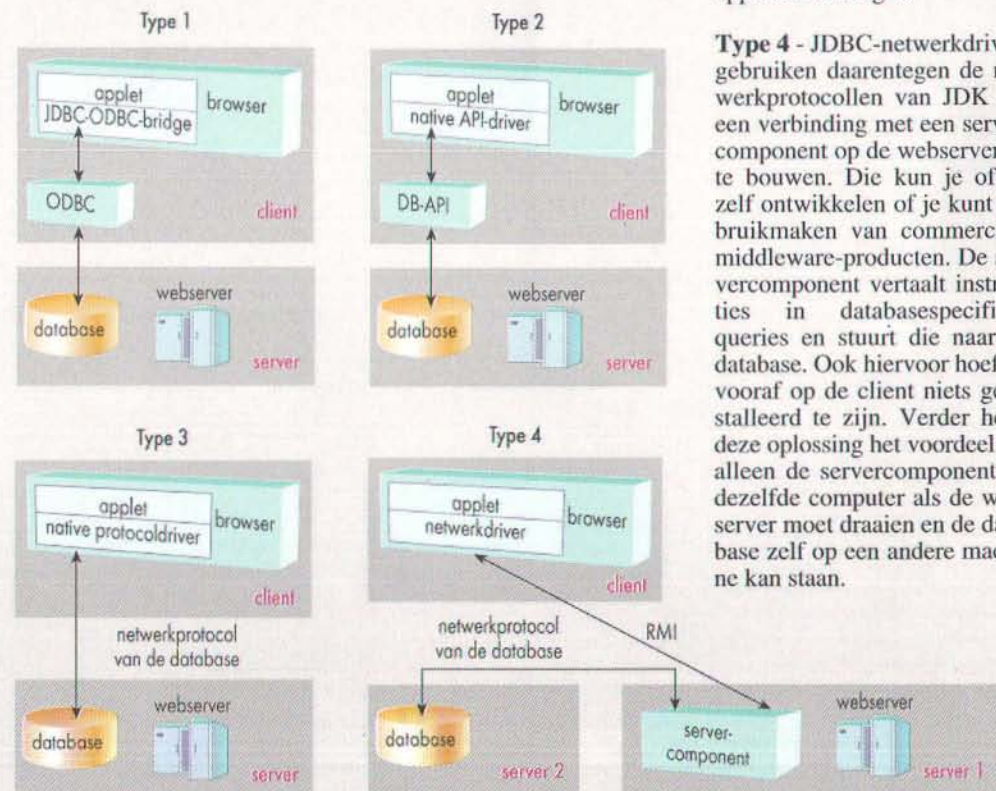 Type 1
applet
JDBC-ODBC-bridge
browser
ODBC
client
database
webserver
server
Type 2
applet
native API-driver
browser
DB-API
client
database
webserver
server
Type 3
applet
native protocoldriver
browser
client
netwerkprotocol
van de database
database
webserver
server
Type 4
applet
netwerkdriver
browser
client
netwerkprotocol
van de database
RMI
database
server 2
server-
component
webserver
server 1
Type 4 - JDBC-netwerkdriv
gebruiken daarentegen de
werkprotocollen van JDK
een verbinding met een serv
component op de webserver
te bouwen. Die kun je of
zelf ontwikkelen of je kunt
bruikmaken van commerc
middleware-producten. De
vercomponent vertaalt instr
ties in databasespecifi
queries en stuurt die naar
database. Ook hiervoor hoef
vooraf op de client niets ge
stalleerd te zijn. Verder he
deze oplossing het voordeel
alleen de servercomponent
dezelfde computer als de w
server moet draaien en de da
base zelf op een andere mac
ne kan staan.